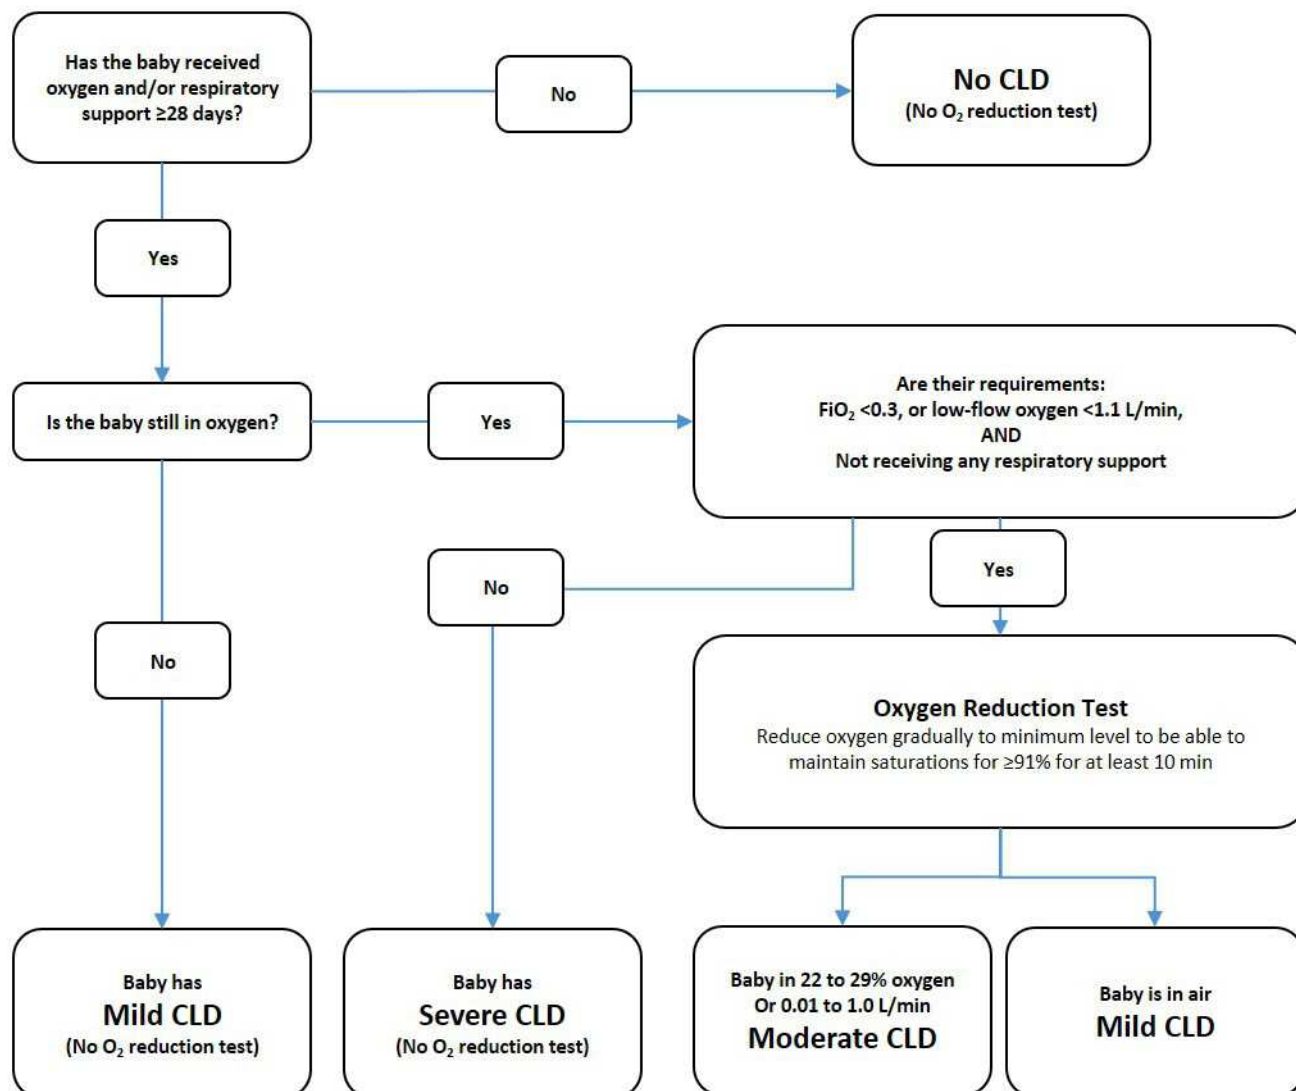 Has the baby received
oxygen and/or respiratory
support ≥28 days?
No
No CLD
(No O₂ reduction test)
Yes
Is the baby still in oxygen?
Yes
Are their requirements:
FiO₂ <0.3, or low-flow oxygen <1.1 L/min,
AND
Not receiving any respiratory support
No
Yes
No
Oxygen Reduction Test
Reduce oxygen gradually to minimum level to be able to
maintain saturations for ≥91% for at least 10 min
Baby has
Mild CLD
(No O₂ reduction test)
Baby has
Severe CLD
(No O₂ reduction test)
Baby in 22 to 29% oxygen
Or 0.01 to 1.0 L/min
Moderate CLD
Baby is in air
Mild CLD